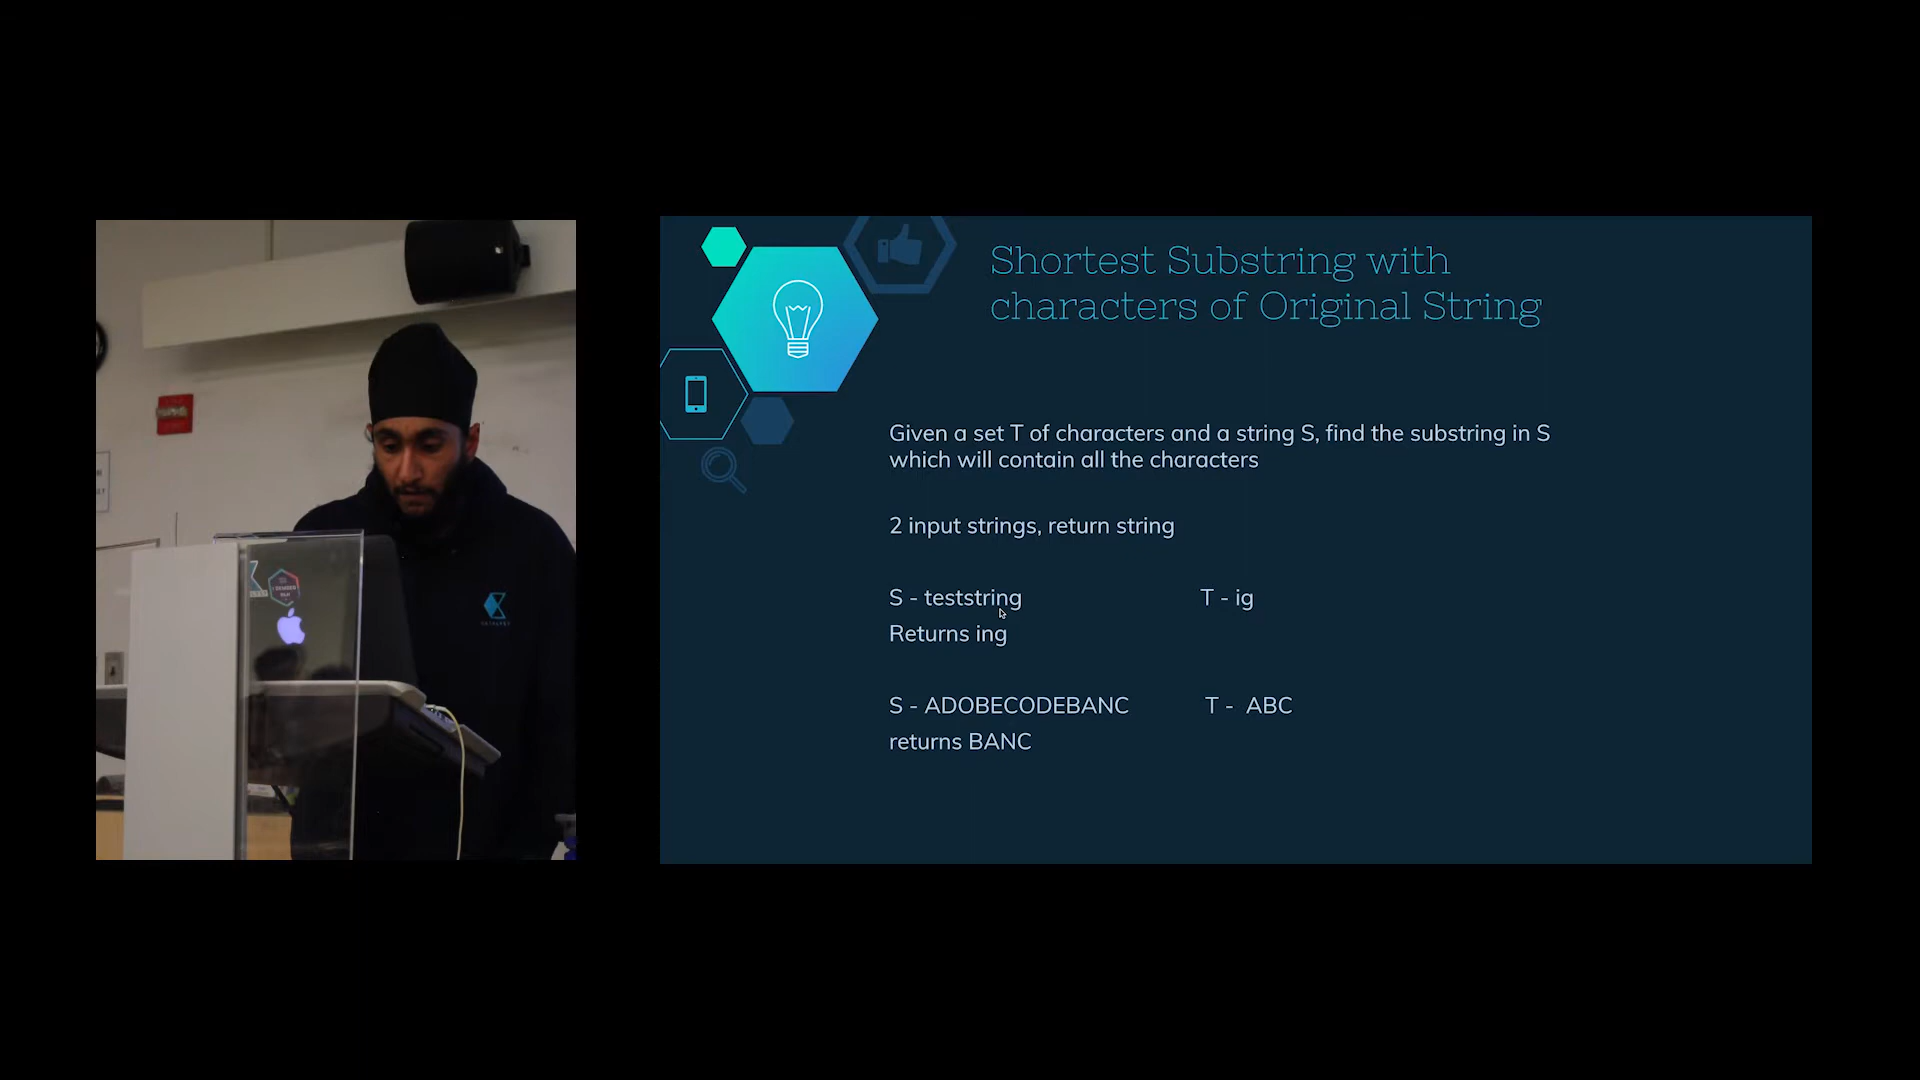 Shortest Substring with
characters of Original String
Given a set T of characters and a string S, find the substring in S
which will contain all the characters
2 input strings, return string
S - teststring T - ig
Returns ing
S - ADOBECODEBANC T - ABC
returns BANC